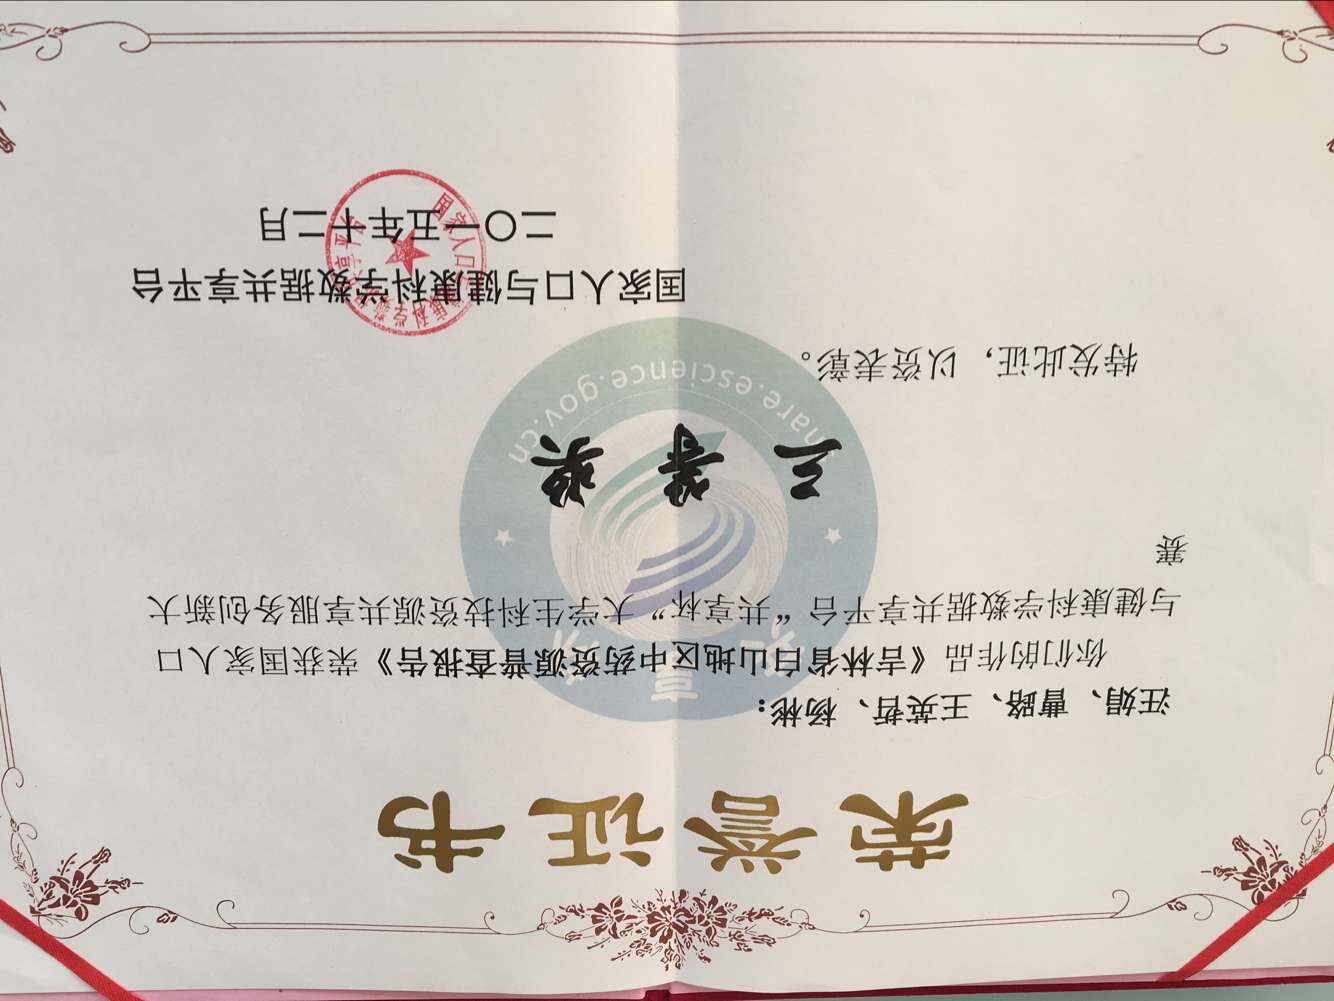 荣誉证书
汪娟、曹路、王英哲、杨彬：
你们的作品《吉林省白山地区中药资源普查报告》荣获国家人口
与健康科学数据共享平台“共享杯”大学生科技资源共享服务创新大
赛
三等奖
特发此证，以资表彰。
国家人口与健康科学数据共享平台
二〇一五年十二月
share.escience.gov.cn